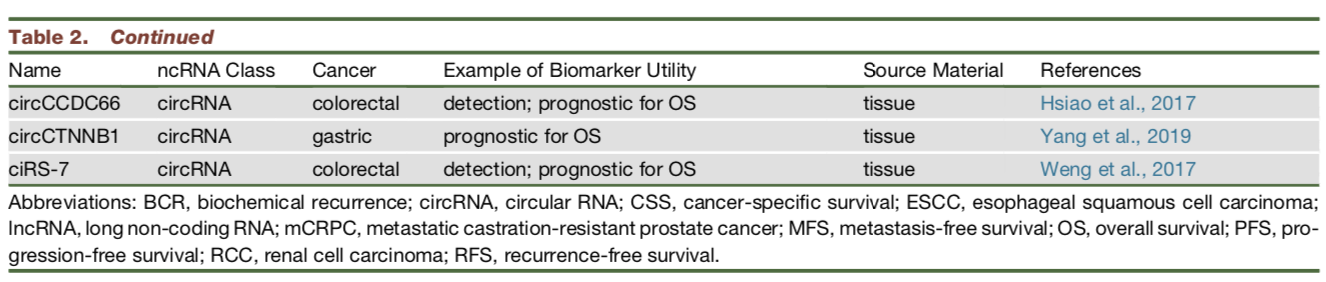 Table 2. Continued
Name ncRNA Class Cancer Example of Biomarker Utility Source Material References
circCCDC66 circRNA colorectal detection; prognostic for OS tissue Hsiao et al., 2017
circCTNNB1 circRNA gastric prognostic for OS tissue Yang et al., 2019
ciRS-7 circRNA colorectal detection; prognostic for OS tissue Weng et al., 2017
Abbreviations: BCR, biochemical recurrence; circRNA, circular RNA; CSS, cancer-specific survival; ESCC, esophageal squamous cell carcinoma;
lncRNA, long non-coding RNA; mCRPC, metastatic castration-resistant prostate cancer; MFS, metastasis-free survival; OS, overall survival; PFS, pro-
gression-free survival; RCC, renal cell carcinoma; RFS, recurrence-free survival.